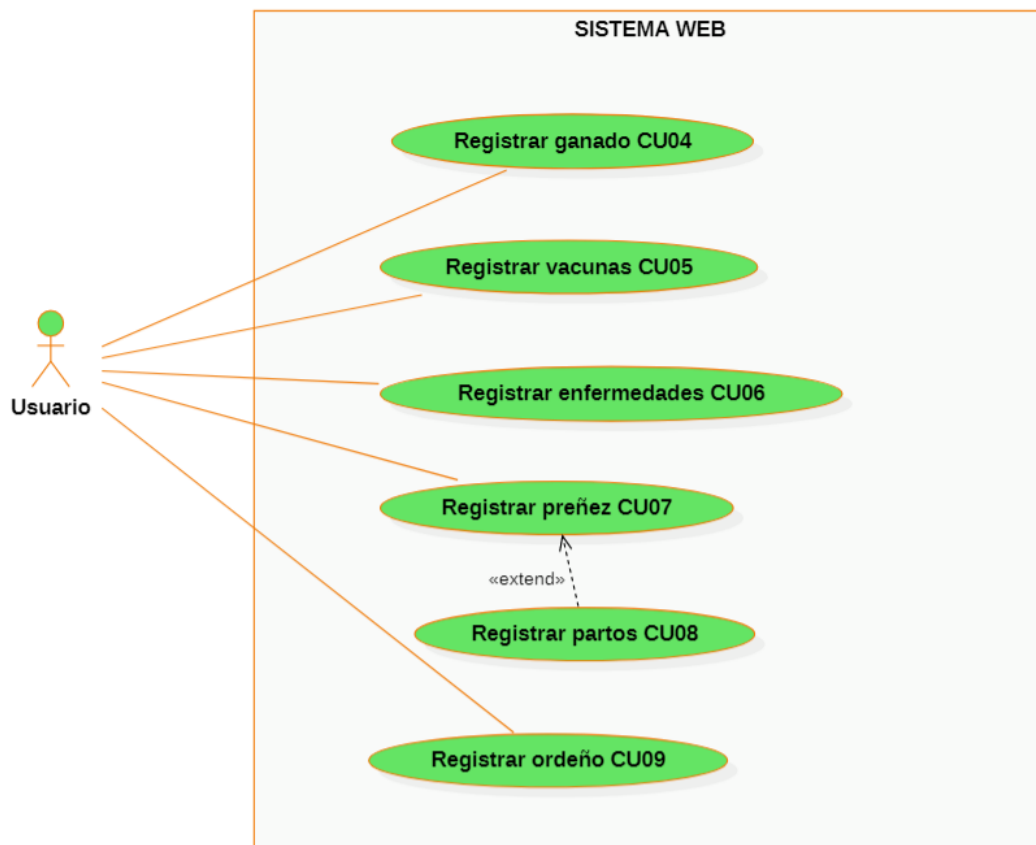 SISTEMA WEB
Registrar ganado CU04
Registrar vacunas CU05
Registrar enfermedades CU06
Usuario
Registrar preñez CU07
«extend»
Registrar partos CU08
Registrar ordeño CU09